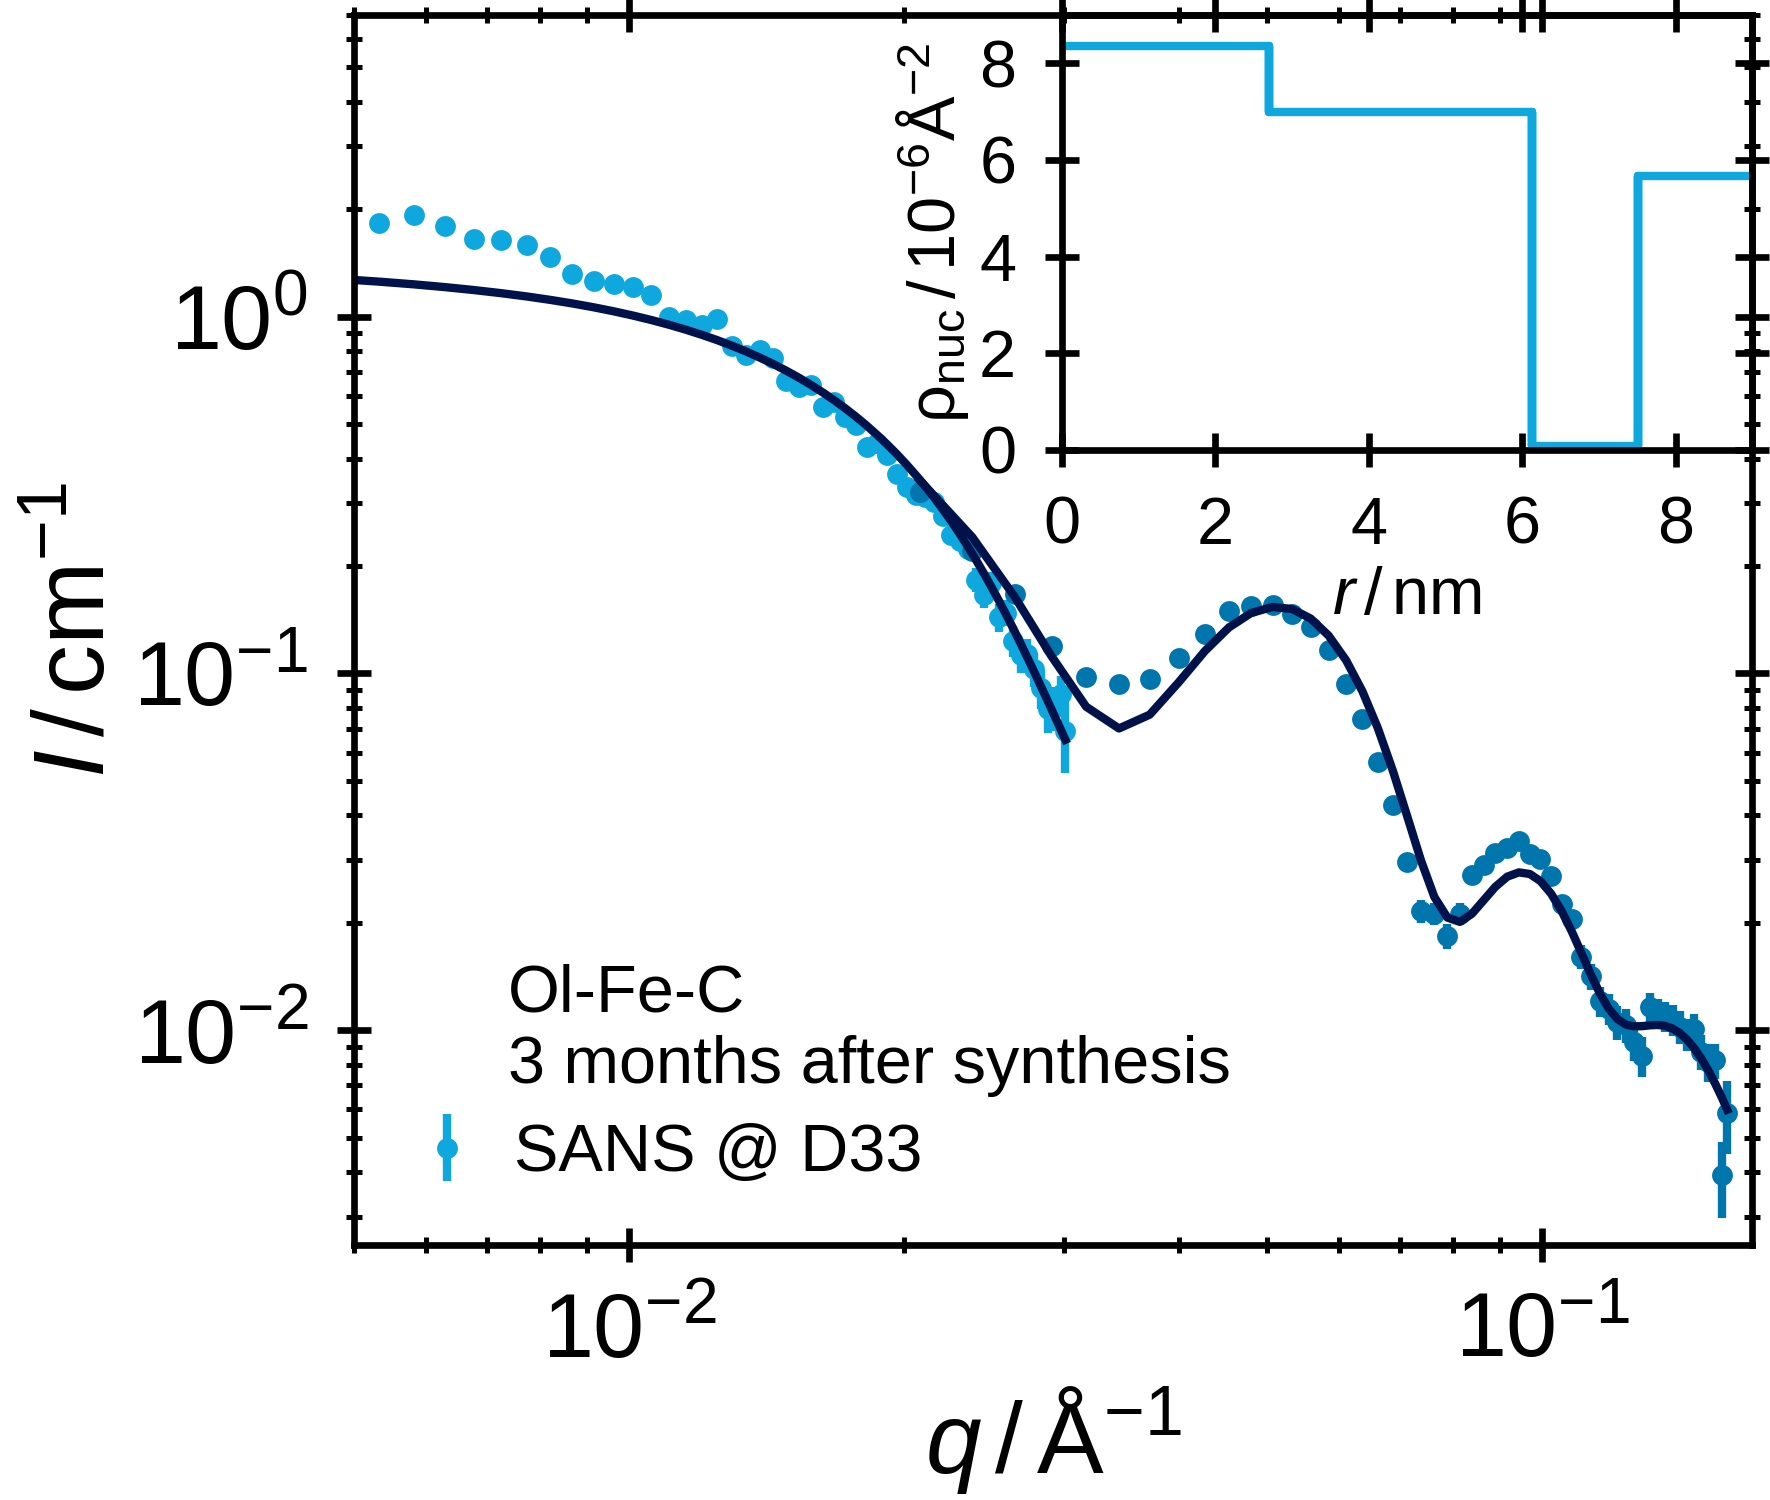 8
6
4
2
0
ρnuc / 10⁻⁶ Å⁻²
0 2 4 6 8
r / nm
10⁰
10⁻¹
10⁻²
I / cm⁻¹
Ol-Fe-C
3 months after synthesis
SANS @ D33
10⁻² 10⁻¹
q / Å⁻¹